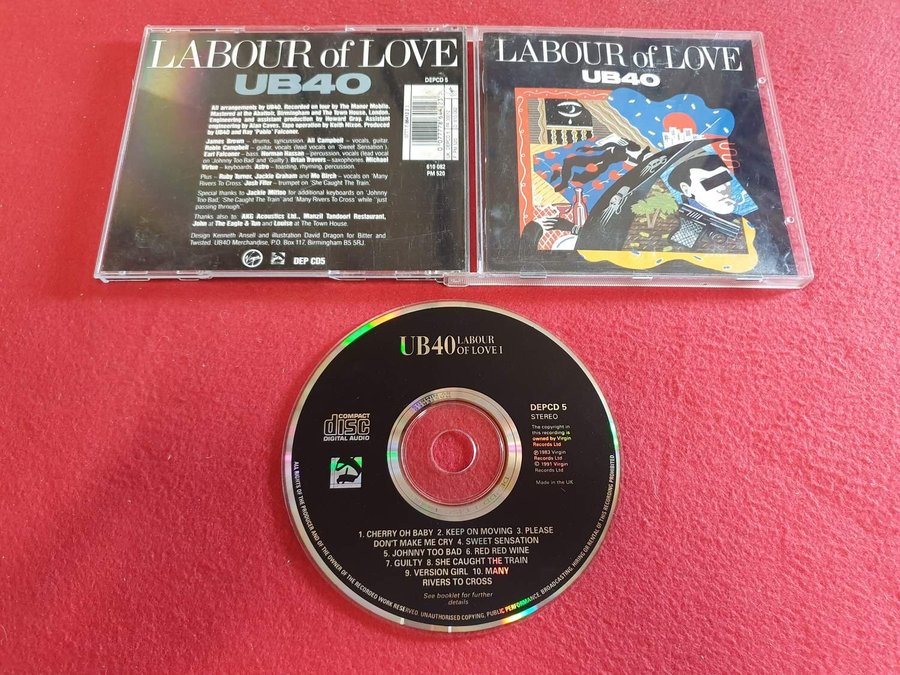 LABOUR of LOVE
UB40
DEPCD 5
All arrangements by UB40. Recorded on tour by The Manor Mobile.
Mastered at the Abattoir, Birmingham and The Town House, London.
Engineering and assistant production by Howard Gray. Assistant
engineering by Alan Caves. Tape operation by Keith Nixon. Produced
by UB40 and Ray 'Pablo' Falconer.
James Brown – drums, syncussion. Ali Campbell – vocals, guitar.
Robin Campbell – guitar, vocals (lead vocals on 'Sweet Sensation').
Earl Falconer – bass. Norman Hassan – percussion, vocals (lead vocal
on 'Johnny Too Bad' and 'Guilty'). Brian Travers – saxophones. Michael
Virtue – keyboards. Astro – toasting, rhyming, percussion.
Plus – Ruby Turner, Jackie Graham and Mo Birch – vocals on 'Many
Rivers To Cross'. Josh Fifer – trumpet on 'She Caught The Train'.
Special thanks to Jackie Mittoo for additional keyboards on 'Johnny
Too Bad', 'She Caught The Train' and 'Many Rivers To Cross' while "just
passing through."
Thanks also to 'AKG Acoustics Ltd., Manzil Tandoori Restaurant,
John at The Eagle & Tun and Louise at The Town House.
Design Kenneth Ansell and illustration David Dragon for Bitter and
Twisted. UB40 Merchandise, P.O. Box 117, Birmingham B5 5RJ.
610 082
PM 520
Virgin
DEP CD5
LABOUR of LOVE
UB40
UB40 LABOUR
OF LOVE I
COMPACT
disc
DIGITAL AUDIO
DEPCD 5
STEREO
The copyright in
this recording is
owned by Virgin
Records Ltd
℗ 1983 Virgin
Records Ltd
© 1991 Virgin
Records Ltd
Made in the UK
1. CHERRY OH BABY 2. KEEP ON MOVING 3. PLEASE
DON'T MAKE ME CRY 4. SWEET SENSATION
5. JOHNNY TOO BAD 6. RED RED WINE
7. GUILTY 8. SHE CAUGHT THE TRAIN
9. VERSION GIRL 10. MANY
RIVERS TO CROSS
See booklet for further
details
ALL RIGHTS OF THE PRODUCER AND OF THE OWNER OF THE RECORDED WORK RESERVED. UNAUTHORISED COPYING, PUBLIC PERFORMANCE, BROADCASTING, HIRING OR RENTAL OF THIS RECORDING PROHIBITED.